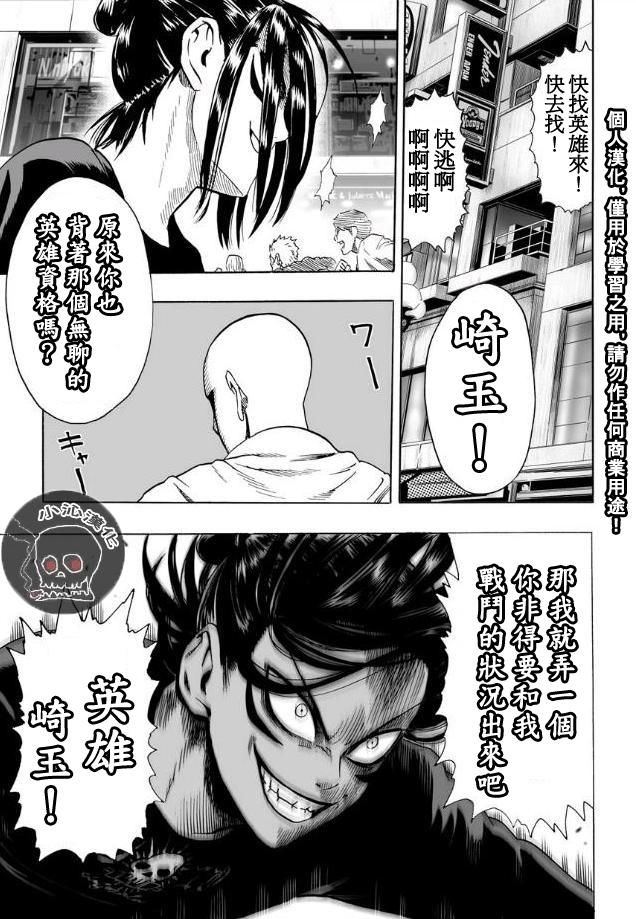 個人漢化,僅用於學習之用,請勿作任何商業用途!
Fender
ENDER JAPAN
快找英雄來!
快去找!
快逃啊
啊啊啊啊
崎玉!
原來你也
背著那個無聊的
英雄資格嗎?
ワー
キャー
小沁漢化
那我就弄一個
你非得要和我
戰鬥的狀況出來吧
英雄
崎玉!